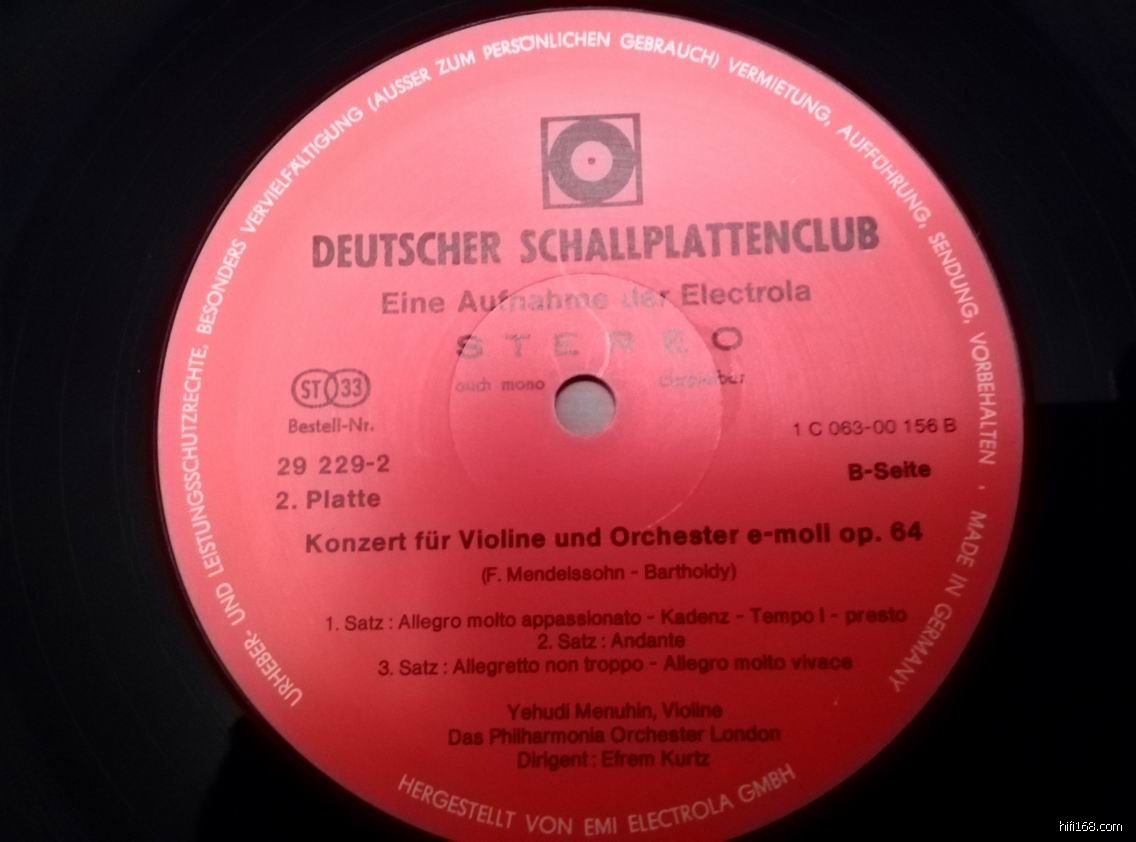 URHEBER- UND LEISTUNGSSCHUTZRECHTE, BESONDERS VERVIELFÄLTIGUNG (AUSSER ZUM PERSÖNLICHEN GEBRAUCH) VERMIETUNG, AUFFÜHRUNG, SENDUNG, VORBEHALTEN · MADE IN GERMANY
DEUTSCHER SCHALLPLATTENCLUB
Eine Aufnahme der Electrola
STEREO
auch mono
ST 33
Bestell-Nr.
1 C 063-00 156 B
29 229-2
B-Seite
2. Platte
Konzert für Violine und Orchester e-moll op. 64
(F. Mendelssohn - Bartholdy)
1. Satz : Allegro molto appassionato - Kadenz - Tempo I - presto
2. Satz : Andante
3. Satz : Allegretto non troppo - Allegro molto vivace
Yehudi Menuhin, Violine
Das Philharmonia Orchester London
Dirigent : Efrem Kurtz
HERGESTELLT VON EMI ELECTROLA GMBH
hifi168.com